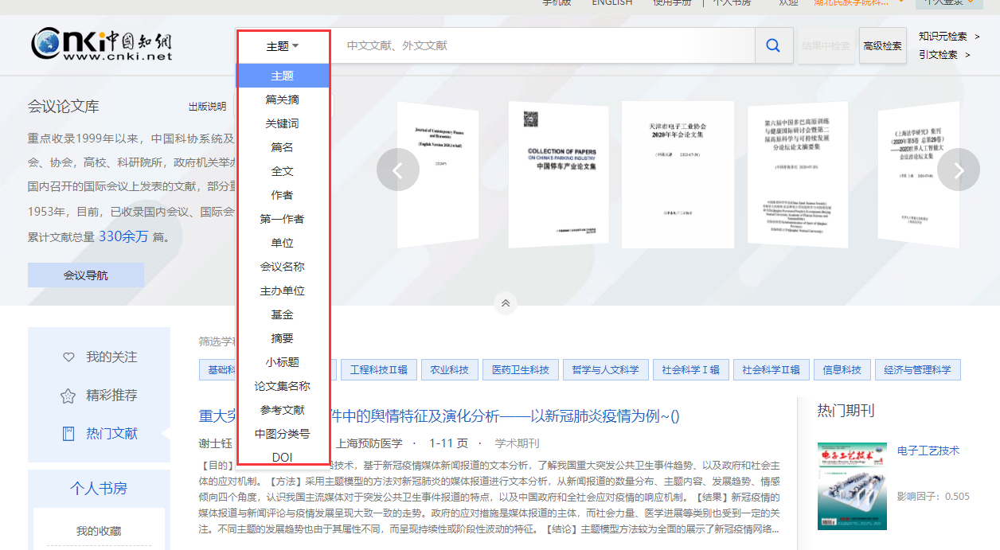 手机版 ENGLISH 使用手册 | 个人书房 欢迎 湖北民族学院科... 个人登录
cnki 中国知网
www.cnki.net
主题
中文文献、外文文献
结果中检索
高级检索
知识元检索 >
引文检索 >
主题
篇关摘
关键词
篇名
全文
作者
第一作者
单位
会议名称
主办单位
基金
摘要
小标题
论文集名称
参考文献
中图分类号
DOI
会议论文库 出版说明
重点收录1999年以来，中国科协系统及
会、协会，高校、科研院所，政府机关举办
国内召开的国际会议上发表的文献，部分重
1953年，目前，已收录国内会议、国际会
累计文献总量 330余万 篇。
会议导航
Journal of Contemporary Finance
and Economics
COLLECTION OF PAPERS
ON CHINA'S PARKING INDUSTRY
中国停车产业论文集
天津市电子工业协会
2020年年会论文集
第六届中国多巴高原训练
与健康国际研讨会暨第二
届高原科学与可持续发展
分论坛论文摘要集
《上海法学研究》集刊
（2020年第5卷 总第29卷）
——2020世界人工智能大
会法治论坛文集
我的关注
精彩推荐
热门文献
个人书房
我的收藏
筛选学科
基础科
工程科技Ⅱ辑
农业科技
医药卫生科技
哲学与人文科学
社会科学Ⅰ辑
社会科学Ⅱ辑
信息科技
经济与管理科学
重大突 件中的舆情特征及演化分析——以新冠肺炎疫情为例~()
谢士钰 上海预防医学 · 1-11 页 · 学术期刊
【目的】 技术，基于新冠疫情媒体新闻报道的文本分析，了解我国重大突发公共卫生事件趋势、以及政府和社会主
体的应对机制。【方法】采用主题模型的方法对新冠肺炎的媒体报道进行文本分析，从新闻报道的数量分布、主题内容、发展趋势、情感
倾向四个角度，认识我国主流媒体对于突发公共卫生事件报道的特点，以及中国政府和全社会应对疫情的响应机制。【结果】新冠疫情的
媒体报道与新闻评论与疫情发展呈现大致一致的走势。政府的应对措施是媒体报道的主体，而社会力量、医学进展等类别也受到一定的关
注。不同主题的发展趋势也由于其属性不同，而呈现持续性或阶段性波动的特征。【结论】主题模型方法较为全面的展示了新冠疫情网络...
热门期刊
电子工艺技术
电子工艺技术
影响因子：0.505